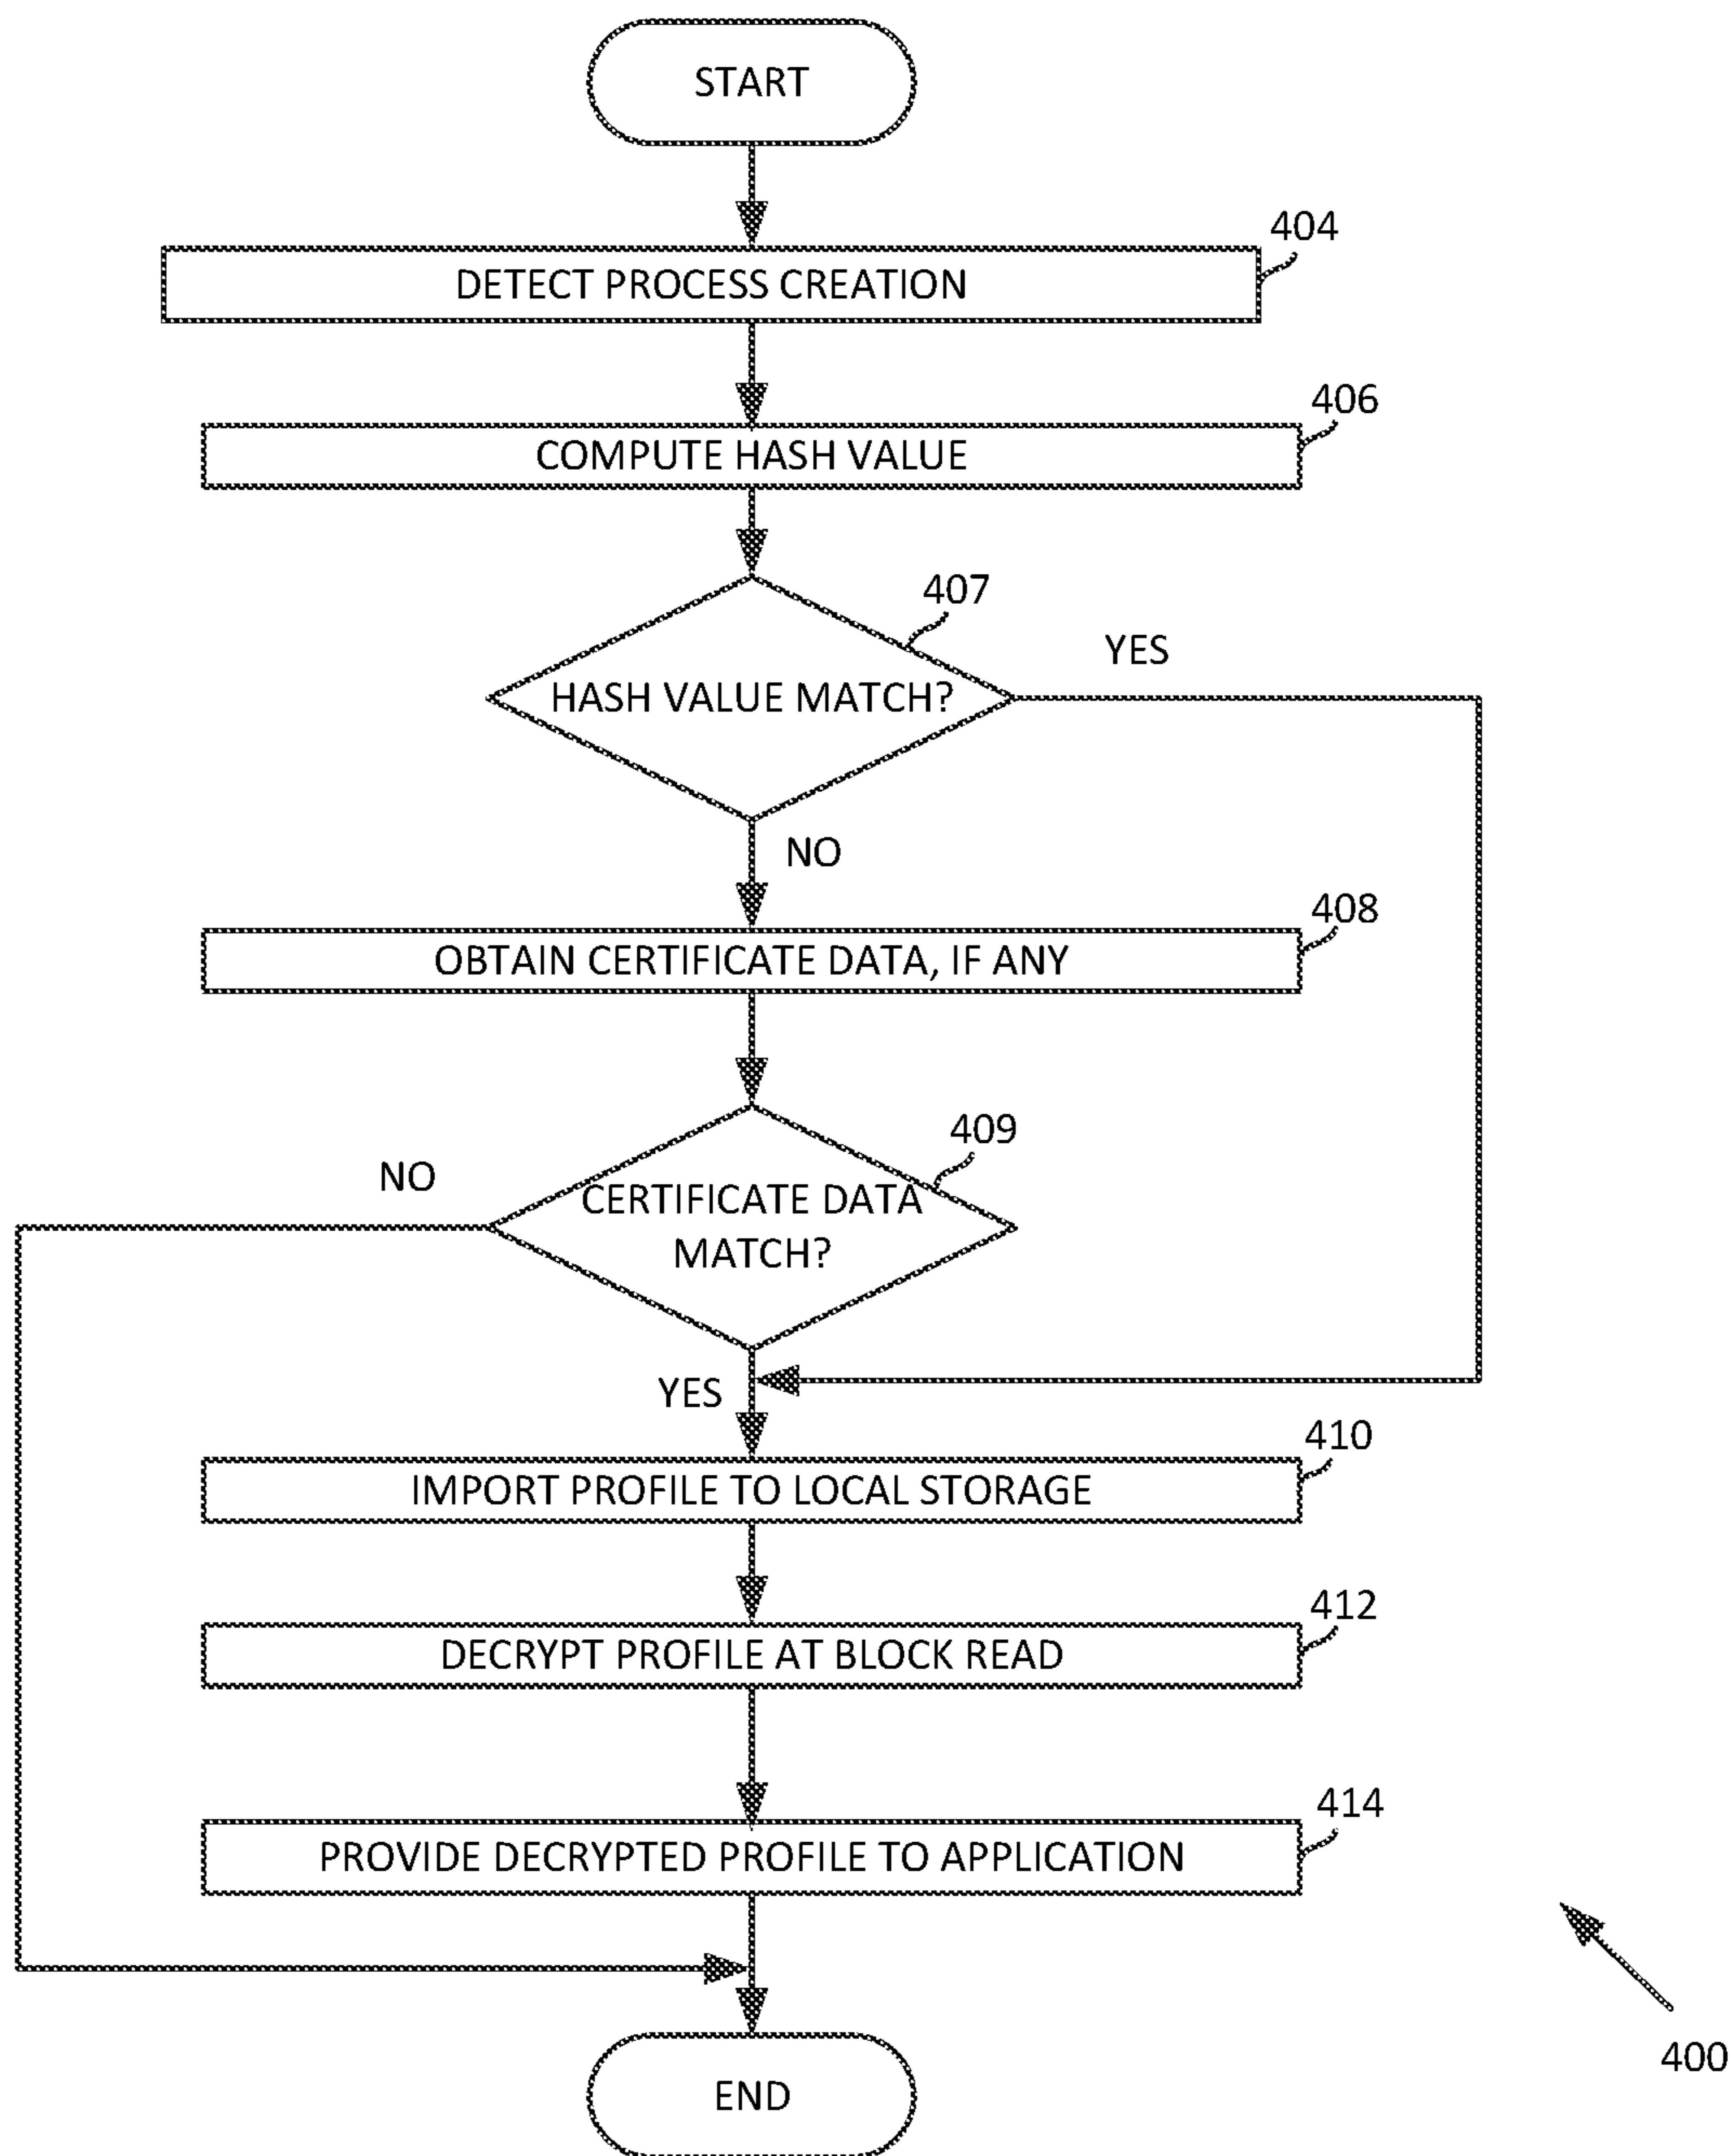 START
404
DETECT PROCESS CREATION
406
COMPUTE HASH VALUE
407
YES
HASH VALUE MATCH?
NO
408
OBTAIN CERTIFICATE DATA, IF ANY
409
NO
CERTIFICATE DATA
MATCH?
YES
410
IMPORT PROFILE TO LOCAL STORAGE
412
DECRYPT PROFILE AT BLOCK READ
414
PROVIDE DECRYPTED PROFILE TO APPLICATION
400
END